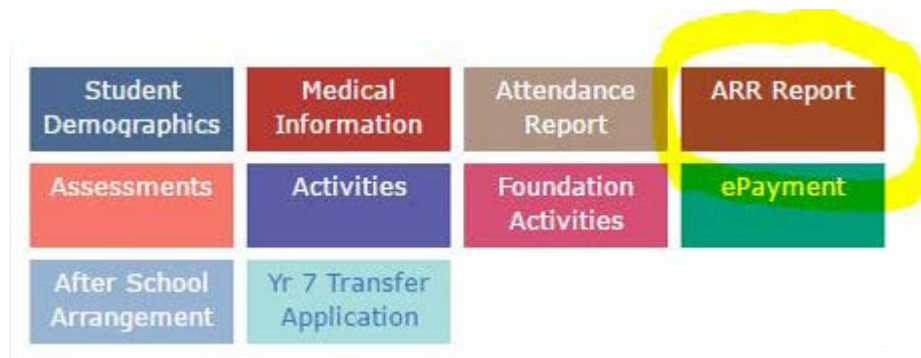 Student
Demographics
Medical
Information
Attendance
Report
ARR Report
Assessments
Activities
Foundation
Activities
ePayment
After School
Arrangement
Yr 7 Transfer
Application